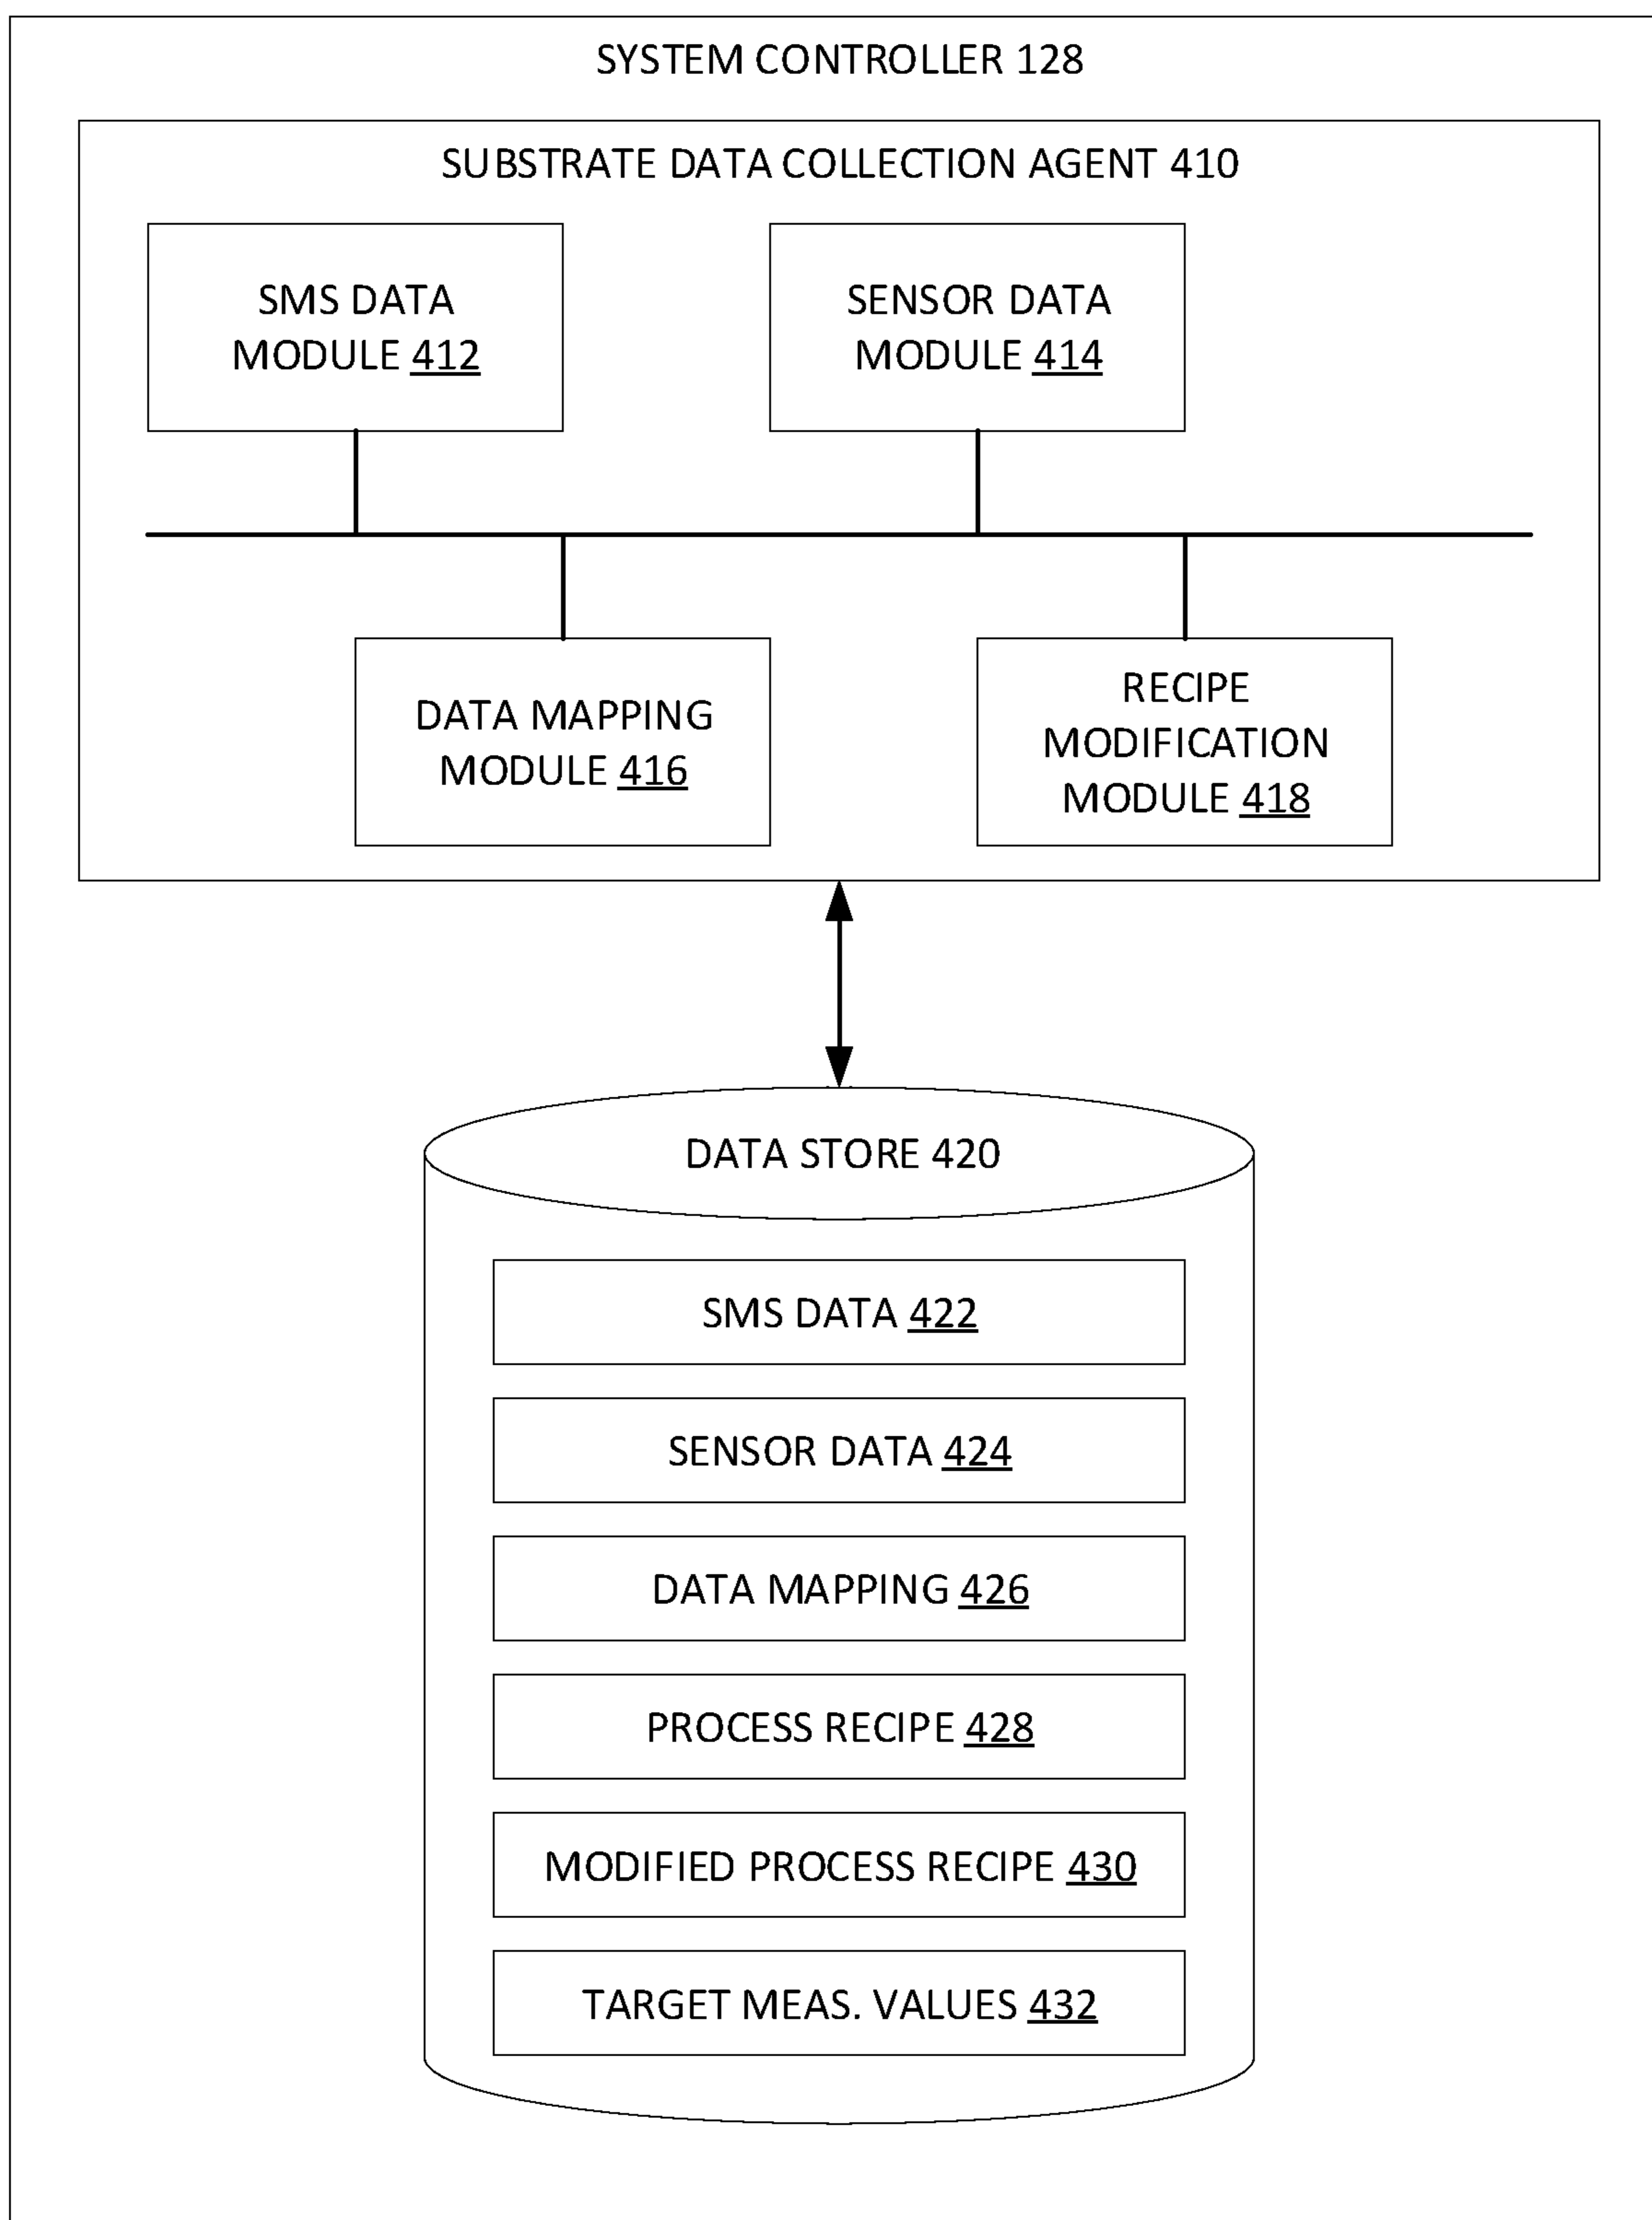 SYSTEM CONTROLLER 128
SUBSTRATE DATA COLLECTION AGENT 410
SMS DATA
MODULE 412
SENSOR DATA
MODULE 414
DATA MAPPING
MODULE 416
RECIPE
MODIFICATION
MODULE 418
DATA STORE 420
SMS DATA 422
SENSOR DATA 424
DATA MAPPING 426
PROCESS RECIPE 428
MODIFIED PROCESS RECIPE 430
TARGET MEAS. VALUES 432